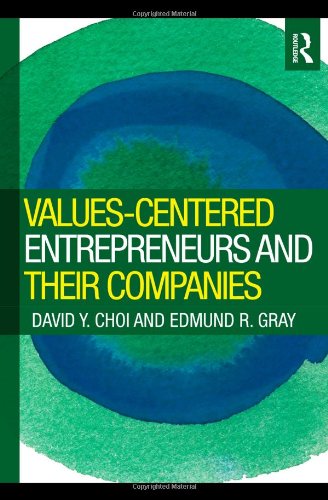 R
ROUTLEDGE
VALUES-CENTERED
ENTREPRENEURS AND
THEIR COMPANIES
DAVID Y. CHOI AND EDMUND R. GRAY